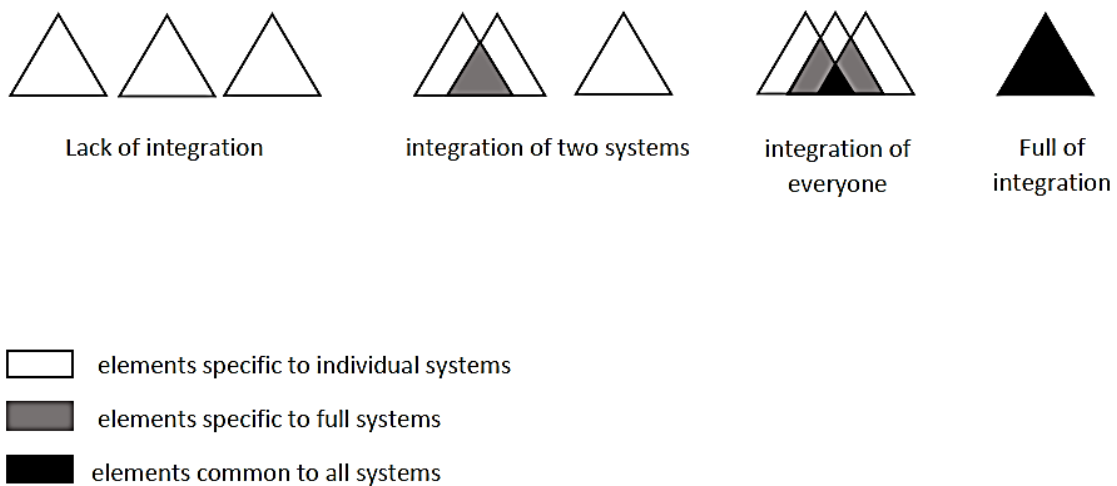 Lack of integration
integration of two systems
integration of
everyone
Full of
integration
elements specific to individual systems
elements specific to full systems
elements common to all systems